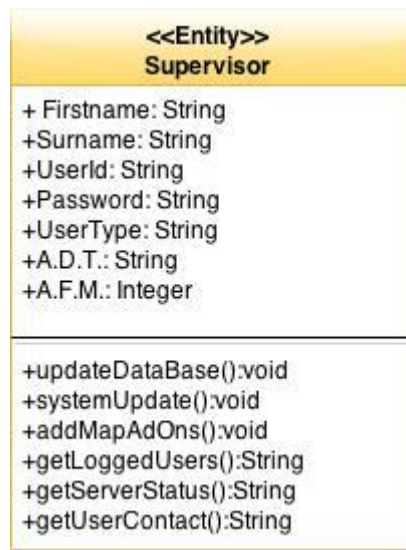 <<Entity>>
Supervisor
+ Firstname: String
+Surname: String
+UserId: String
+Password: String
+UserType: String
+A.D.T.: String
+A.F.M.: Integer
+updateDataBase():void
+systemUpdate():void
+addMapAdOns():void
+getLoggedUsers():String
+getServerStatus():String
+getUserContact():String